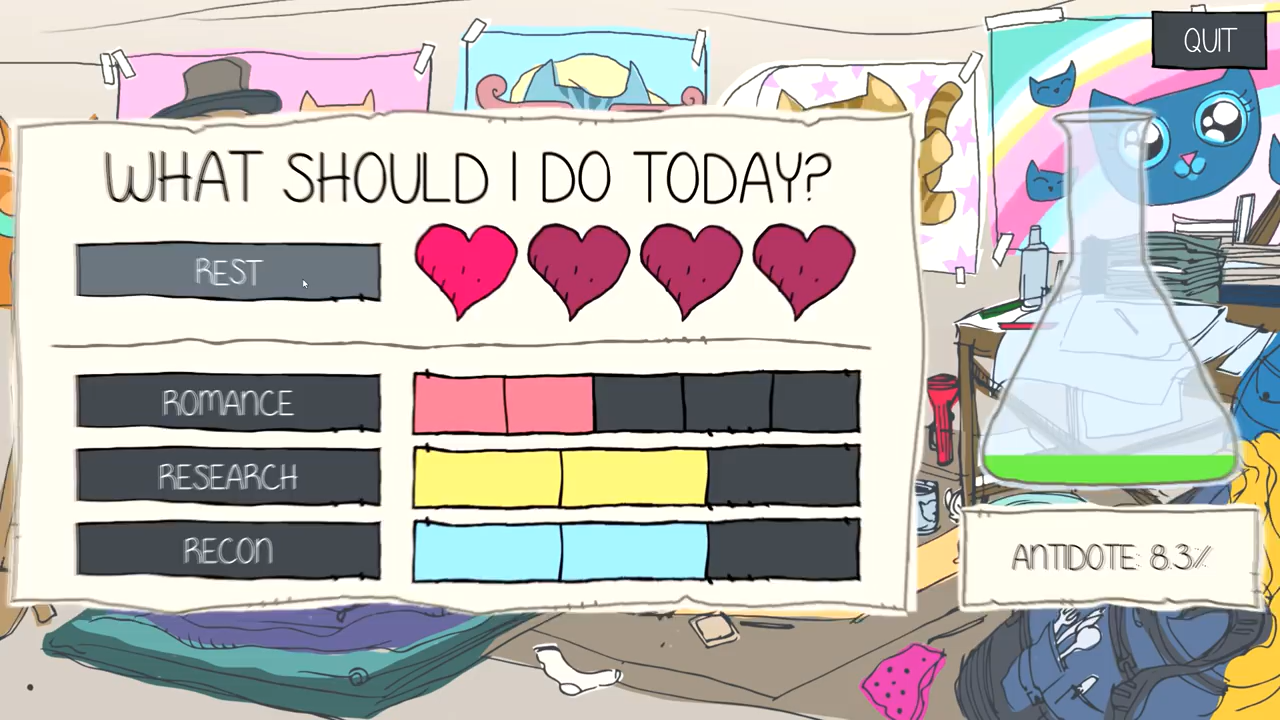 QUIT
WHAT SHOULD I DO TODAY?
REST
ROMANCE
RESEARCH
RECON
ANTIDOTE: 8.3%